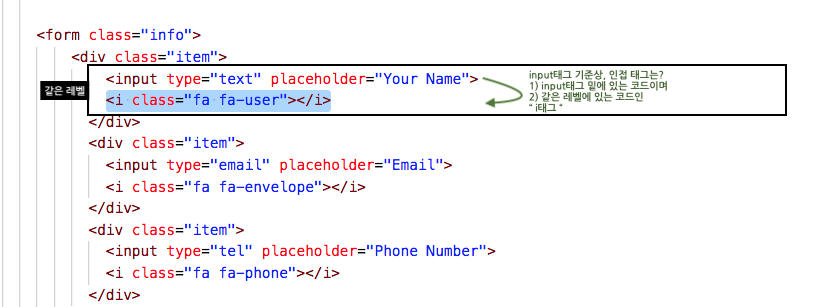 <form class="info">
<div class="item">
<input type="text" placeholder="Your Name">
<i class="fa fa-user"></i>
같은 레벨
input태그 기준상, 인접 태그는?
1) input태그 밑에 있는 코드이며
2) 같은 레벨에 있는 코드인
" i태그 "
</div>
<div class="item">
<input type="email" placeholder="Email">
<i class="fa fa-envelope"></i>
</div>
<div class="item">
<input type="tel" placeholder="Phone Number">
<i class="fa fa-phone"></i>
</div>